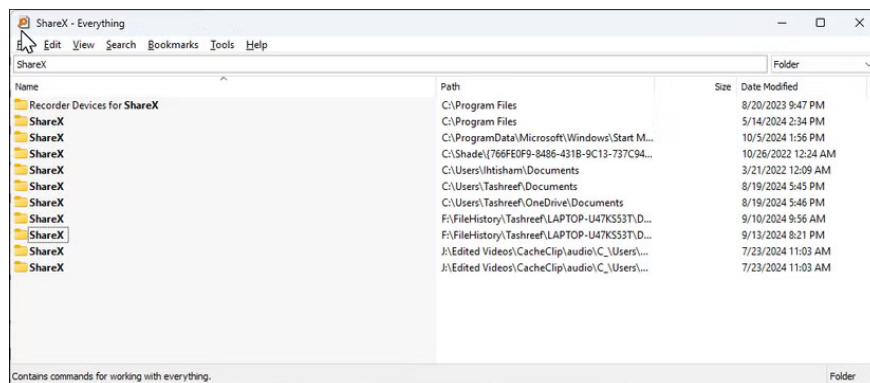 ShareX - Everything
Edit View Search Bookmarks Tools Help
ShareX Folder
Name Path Size Date Modified
Recorder Devices for ShareX C:\Program Files 8/20/2023 9:47 PM
ShareX C:\Program Files 5/14/2024 2:34 PM
ShareX C:\ProgramData\Microsoft\Windows\Start M... 10/5/2024 1:56 PM
ShareX C:\Shade\{766FE0F9-8486-431B-9C13-737C94... 10/26/2022 12:24 AM
ShareX C:\Users\Ihtisham\Documents 3/21/2022 12:09 AM
ShareX C:\Users\Tashreef\Documents 8/19/2024 5:45 PM
ShareX C:\Users\Tashreef\OneDrive\Documents 8/19/2024 5:46 PM
ShareX F:\FileHistory\Tashreef\LAPTOP-U47KS53T\D... 9/10/2024 9:56 AM
ShareX F:\FileHistory\Tashreef\LAPTOP-U47KS53T\D... 9/13/2024 8:21 PM
ShareX J:\Edited Videos\CacheClip\audio\C_\Users\... 7/23/2024 11:03 AM
ShareX J:\Edited Videos\CacheClip\audio\C_\Users\... 7/23/2024 11:03 AM
Contains commands for working with everything. Folder